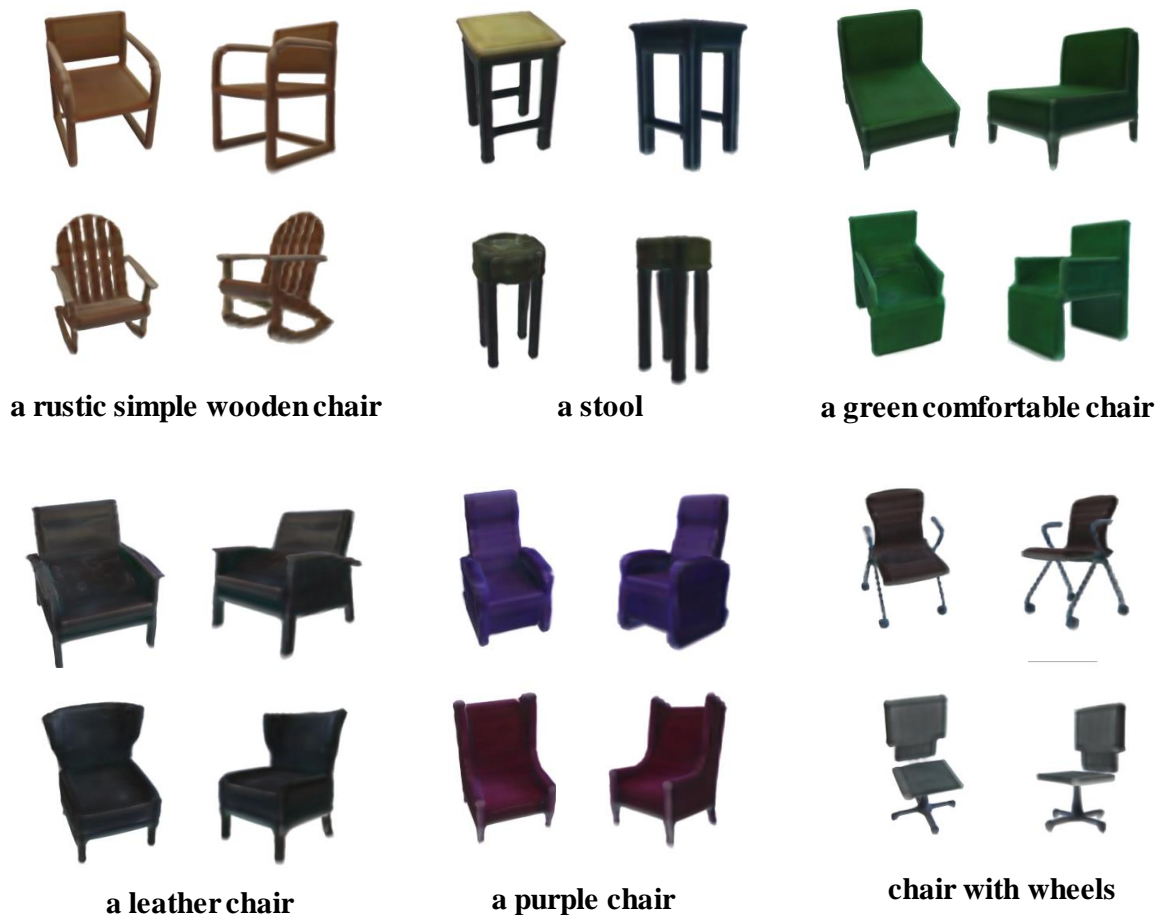 a rustic simple wooden chair
a stool
a green comfortable chair
a leather chair
a purple chair
chair with wheels